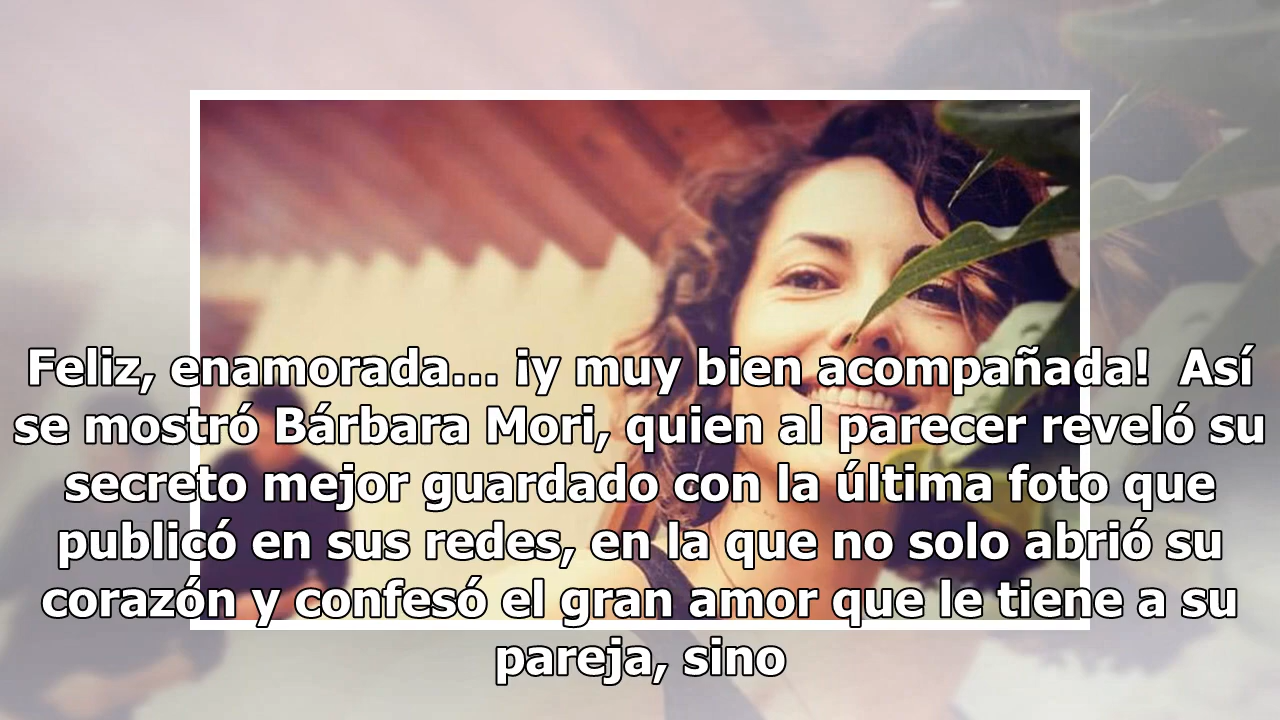 Feliz, enamorada... ¡y muy bien acompañada!  Así
se mostró Bárbara Mori, quien al parecer reveló su
secreto mejor guardado con la última foto que
publicó en sus redes, en la que no solo abrió su
corazón y confesó el gran amor que le tiene a su
pareja, sino